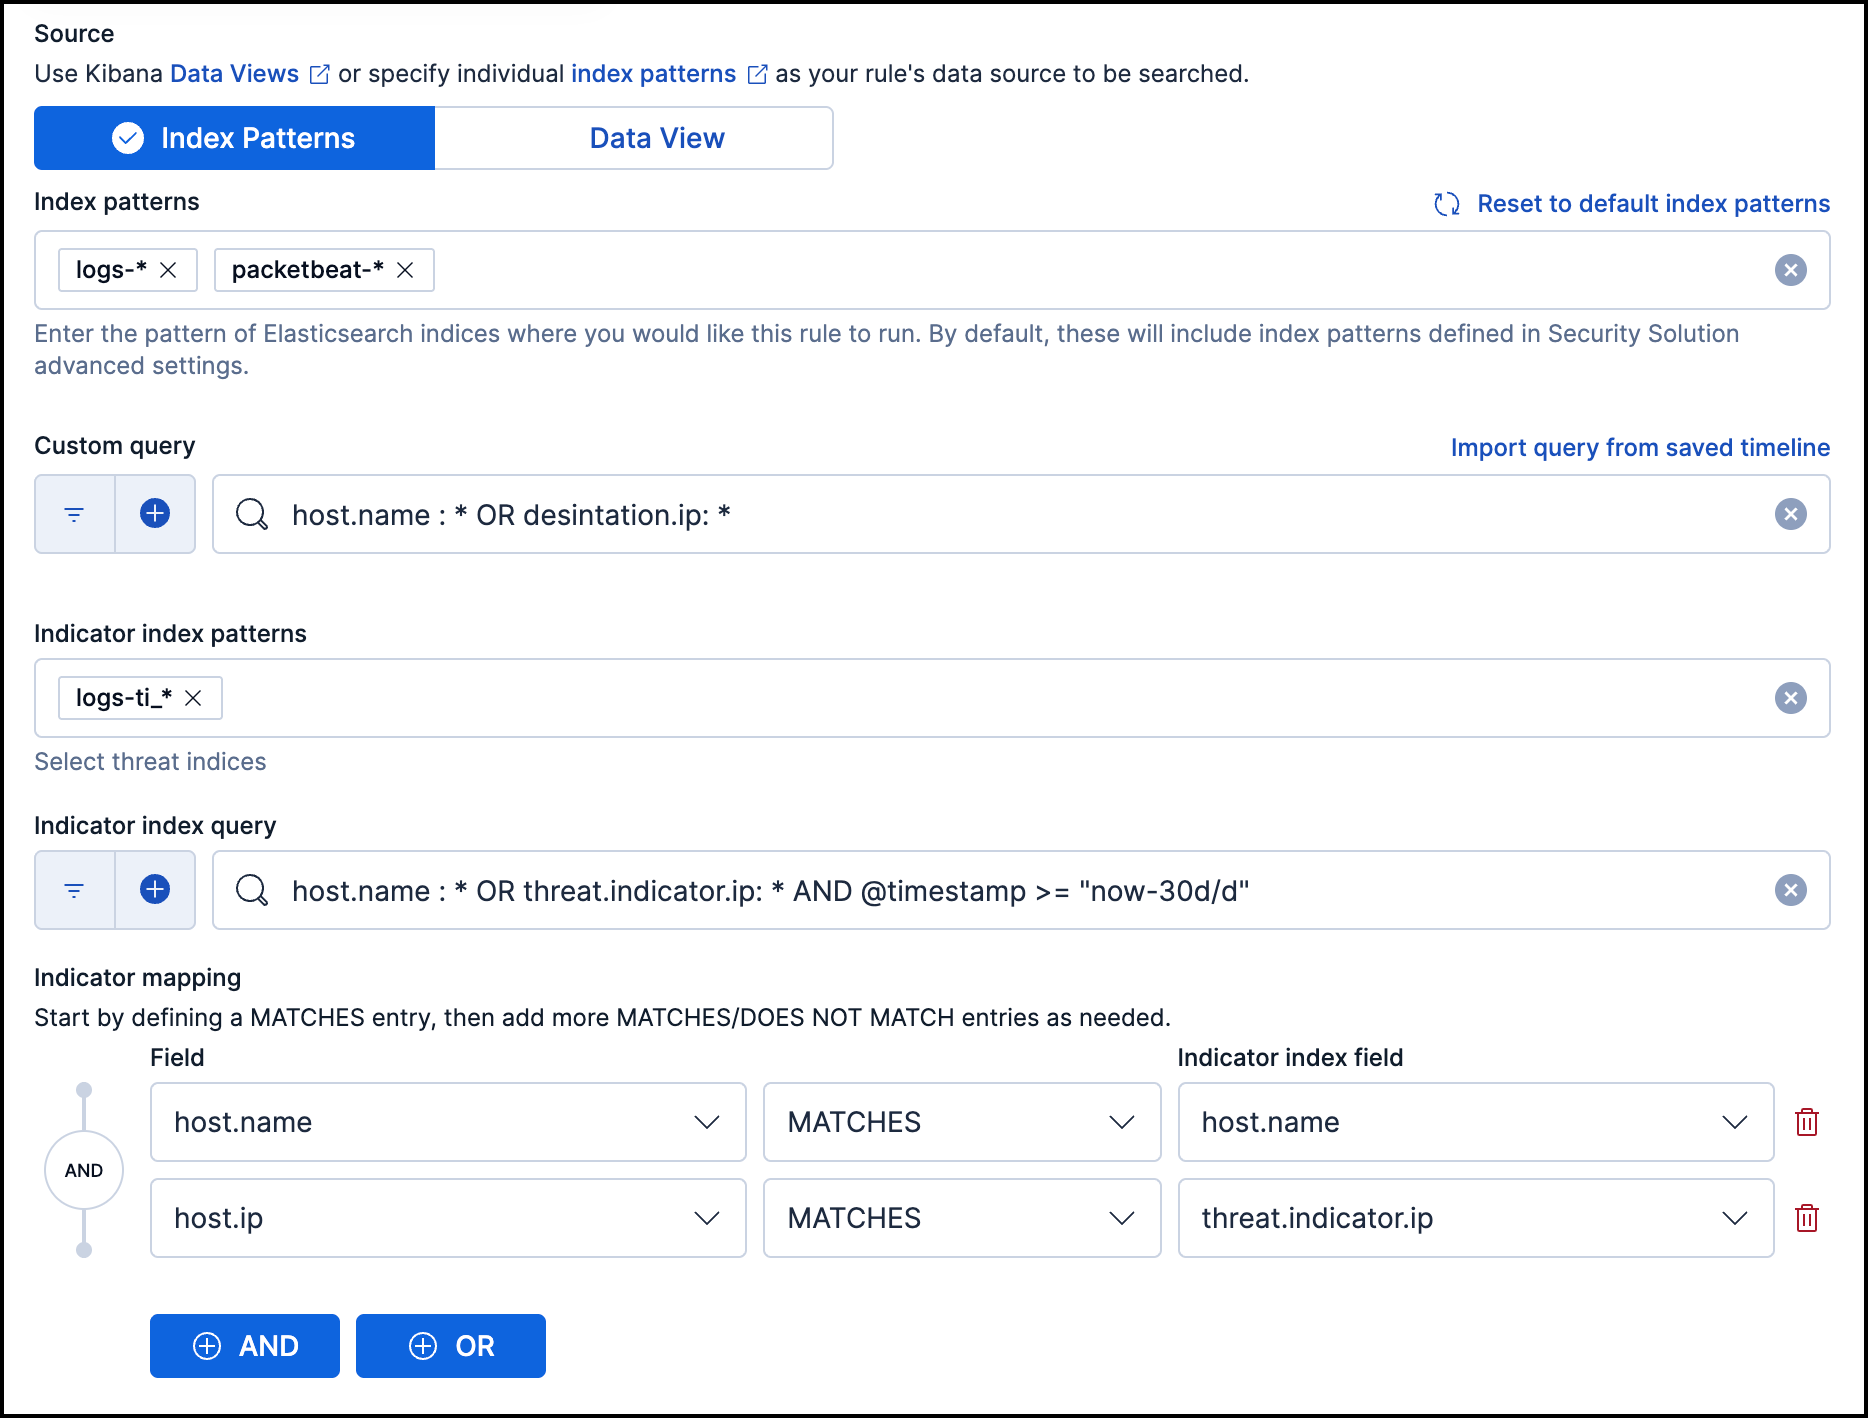 Source
Use Kibana Data Views or specify individual index patterns as your rule's data source to be searched.
Index Patterns
Data View
Index patterns
Reset to default index patterns
logs-*
packetbeat-*
Enter the pattern of Elasticsearch indices where you would like this rule to run. By default, these will include index patterns defined in Security Solution
advanced settings.
Custom query
Import query from saved timeline
host.name : * OR desintation.ip: *
Indicator index patterns
logs-ti_*
Select threat indices
Indicator index query
host.name : * OR threat.indicator.ip: * AND @timestamp >= "now-30d/d"
Indicator mapping
Start by defining a MATCHES entry, then add more MATCHES/DOES NOT MATCH entries as needed.
Field
Indicator index field
host.name
MATCHES
host.name
AND
host.ip
MATCHES
threat.indicator.ip
AND
OR